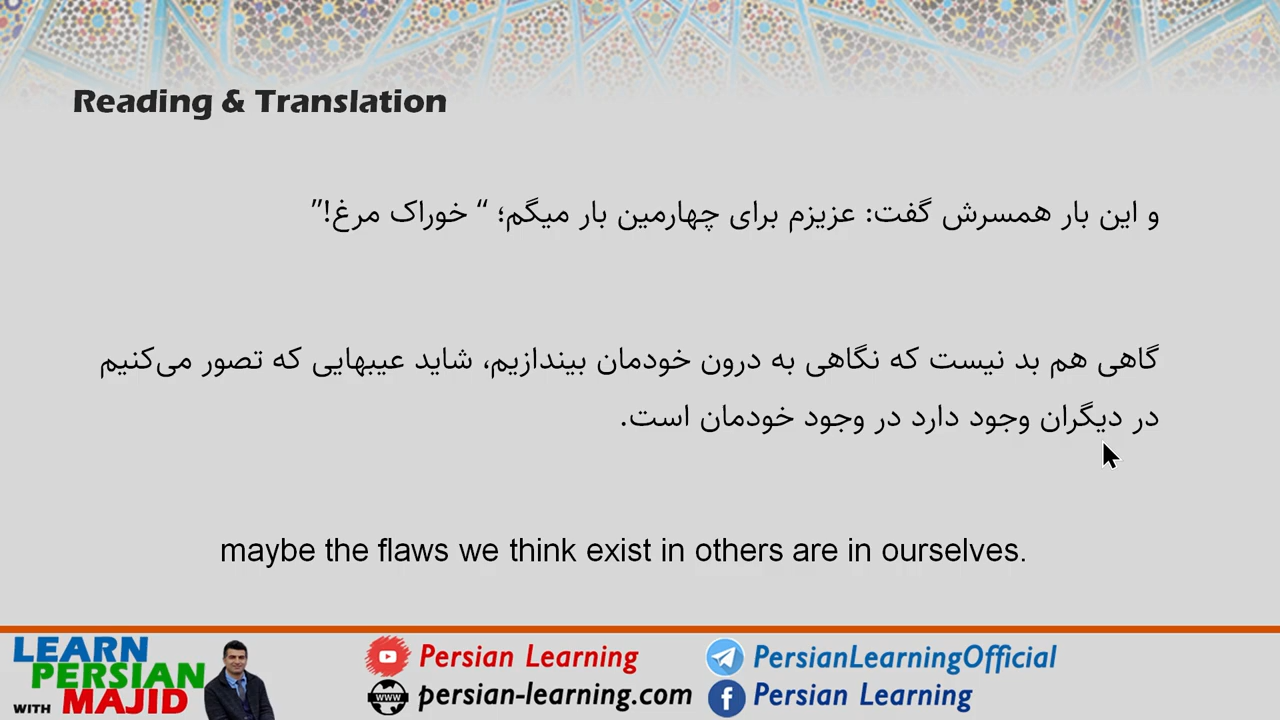 Reading & Translation
و این بار همسرش گفت: عزیزم برای چهارمین بار میگم؛ “ خوراک مرغ!”
گاهی هم بد نیست که نگاهی به درون خودمان بیندازیم، شاید عیبهایی که تصور می‌کنیم
در دیگران وجود دارد در وجود خودمان است.
maybe the flaws we think exist in others are in ourselves.
LEARN
PERSIAN
WITH MAJID
Persian Learning
PersianLearningOfficial
WWW
persian-learning.com
Persian Learning